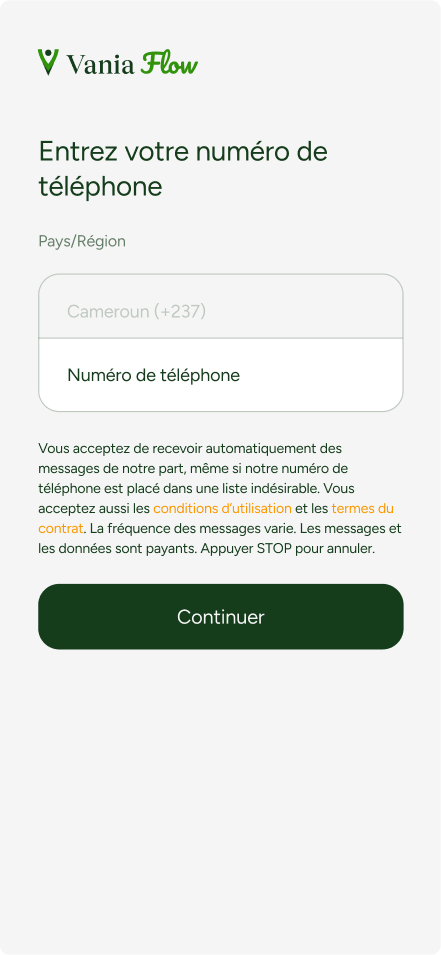 Vania Flow
Entrez votre numéro de
téléphone
Pays/Région
Cameroun (+237)
Numéro de téléphone
Vous acceptez de recevoir automatiquement des
messages de notre part, même si notre numéro de
téléphone est placé dans une liste indésirable. Vous
acceptez aussi les conditions d'utilisation et les termes du
contrat. La fréquence des messages varie. Les messages et
les données sont payants. Appuyer STOP pour annuler.
Continuer